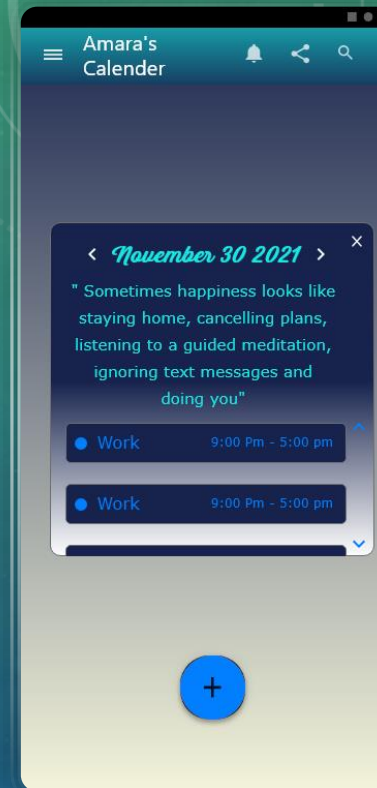 Amara's
Calender
November 30 2021
" Sometimes happiness looks like
staying home, cancelling plans,
listening to a guided meditation,
ignoring text messages and
doing you"
Work 9:00 Pm - 5:00 pm
Work 9:00 Pm - 5:00 pm